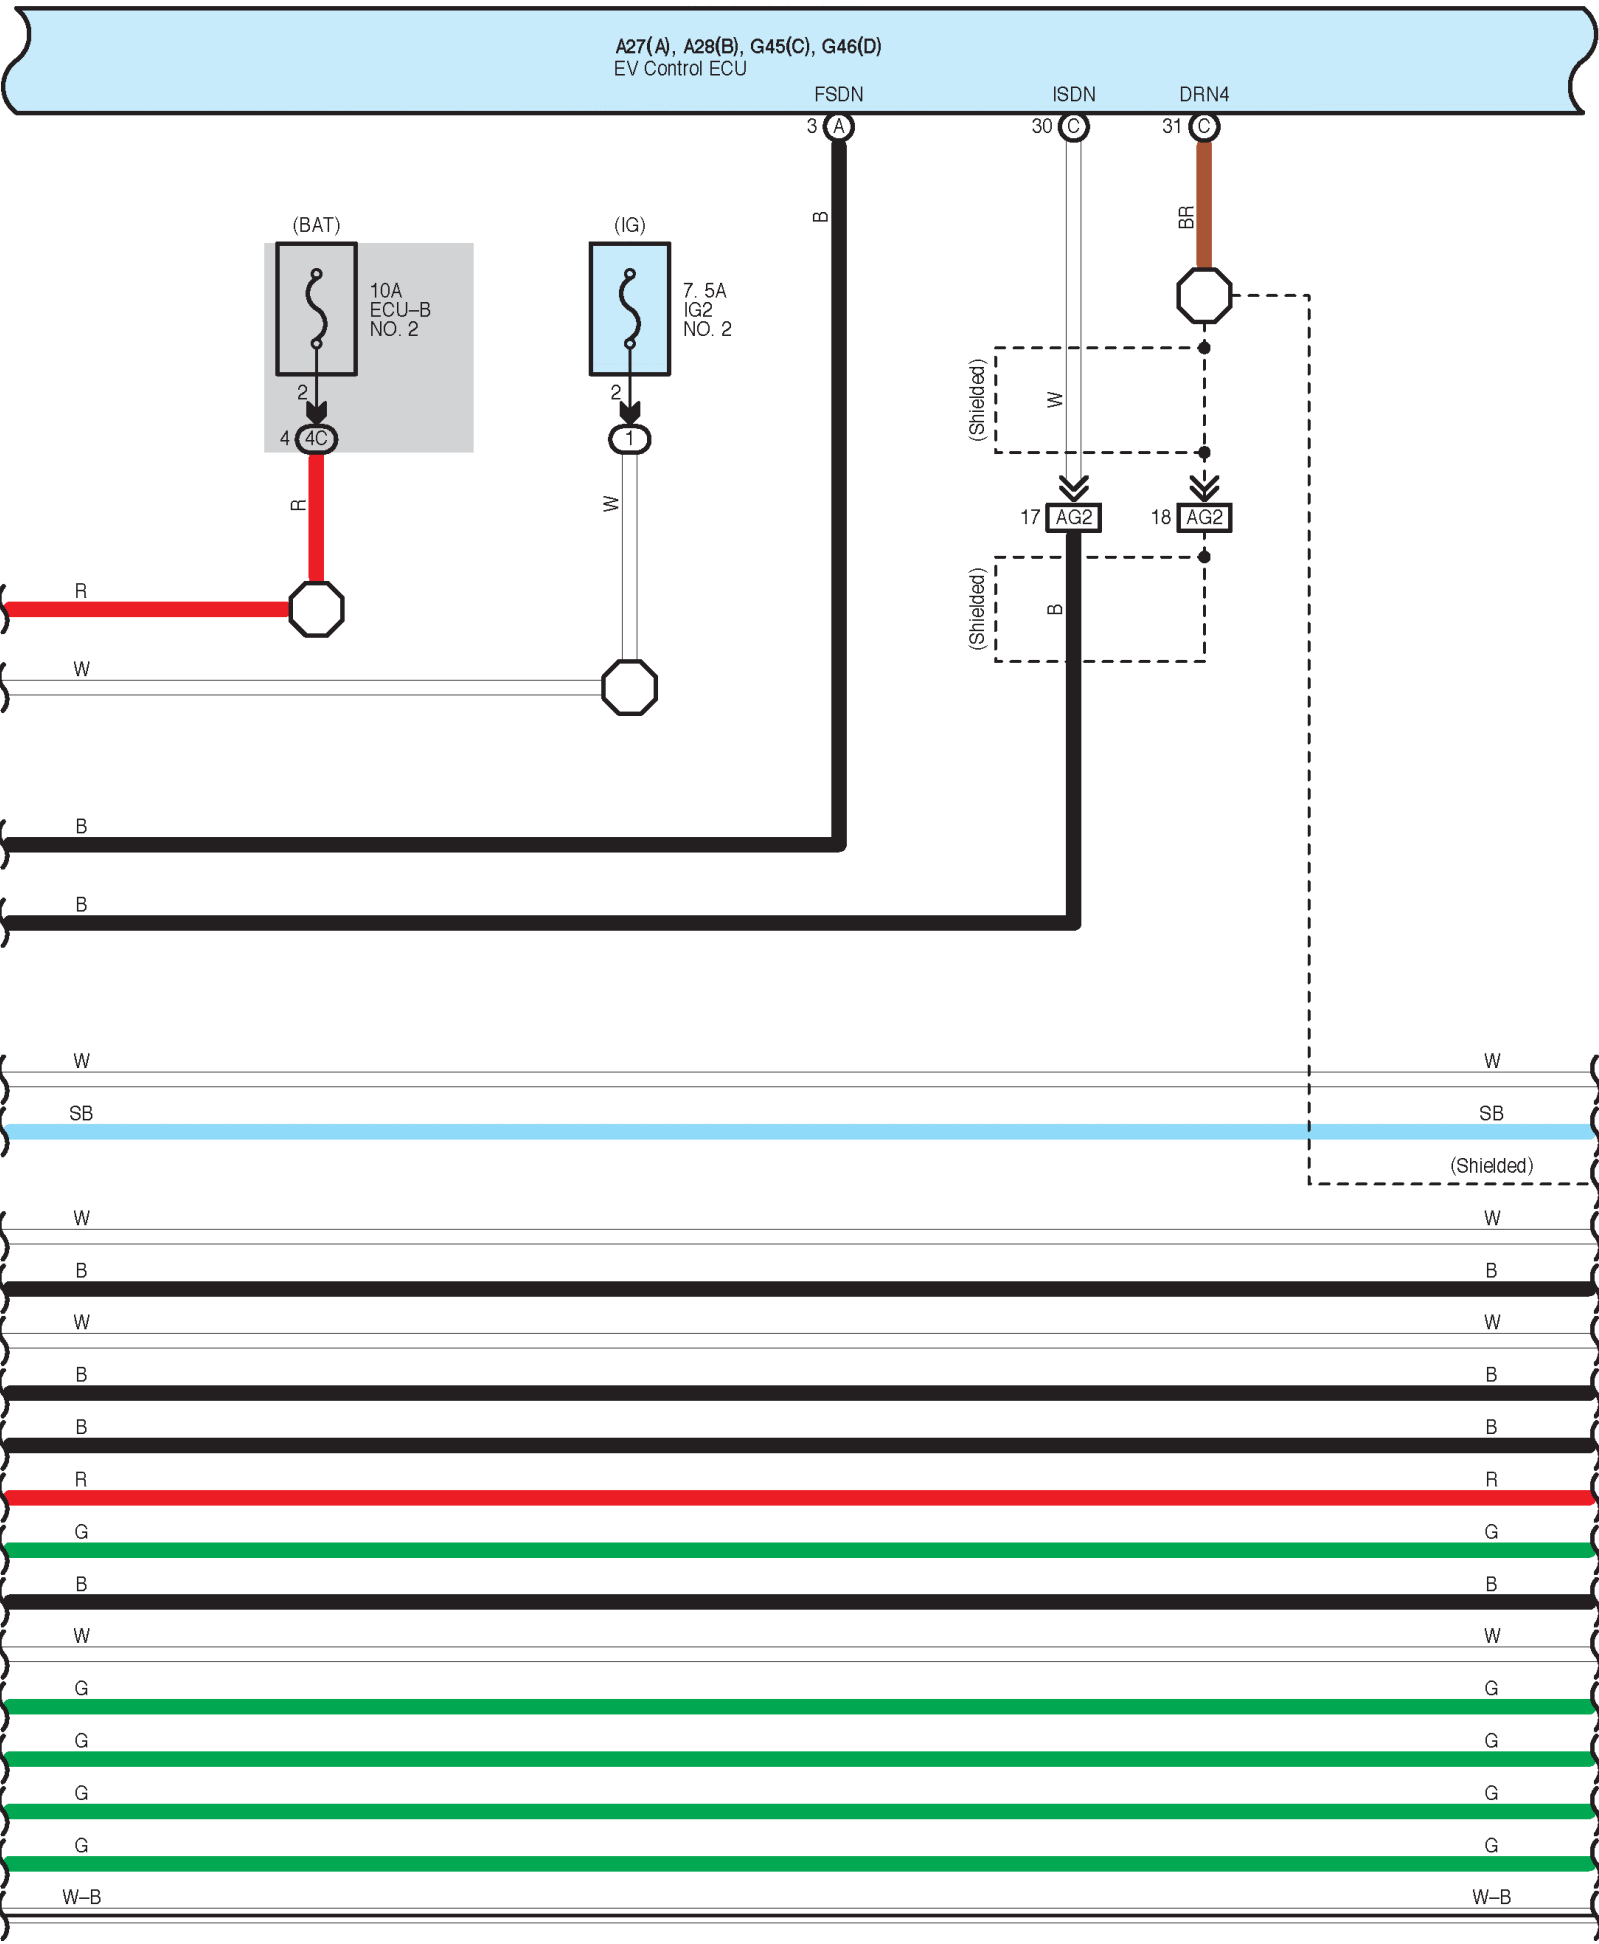 A27(A), A28(B), G45(C), G46(D)
EV Control ECU
FSDN
ISDN
DRN4
3 A
30 C
31 C
B
BR
(BAT)
(IG)
10A
ECU–B
NO. 2
7. 5A
IG2
NO. 2
2
2
4 4C
1
(Shielded)
W
R
W
17 AG2
18 AG2
R
(Shielded)
B
W
B
B
W W
SB SB
(Shielded)
W W
B B
W W
B B
B B
R R
G G
B B
W W
G G
G G
G G
G G
W–B W–B